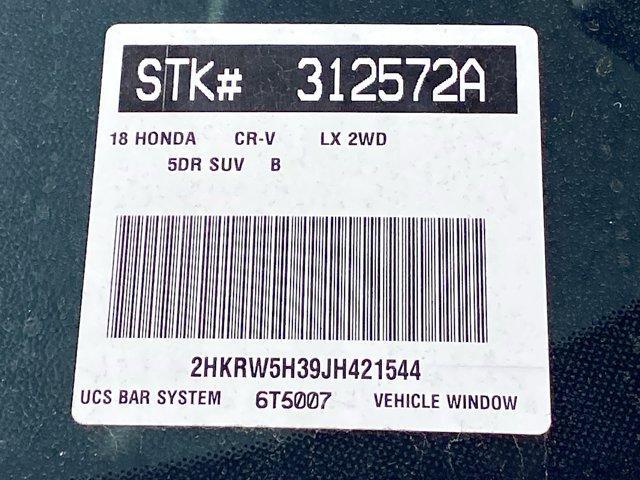 STK# 312572A
18 HONDA CR-V LX 2WD
5DR SUV B
2HKRW5H39JH421544
UCS BAR SYSTEM 6T5007 VEHICLE WINDOW